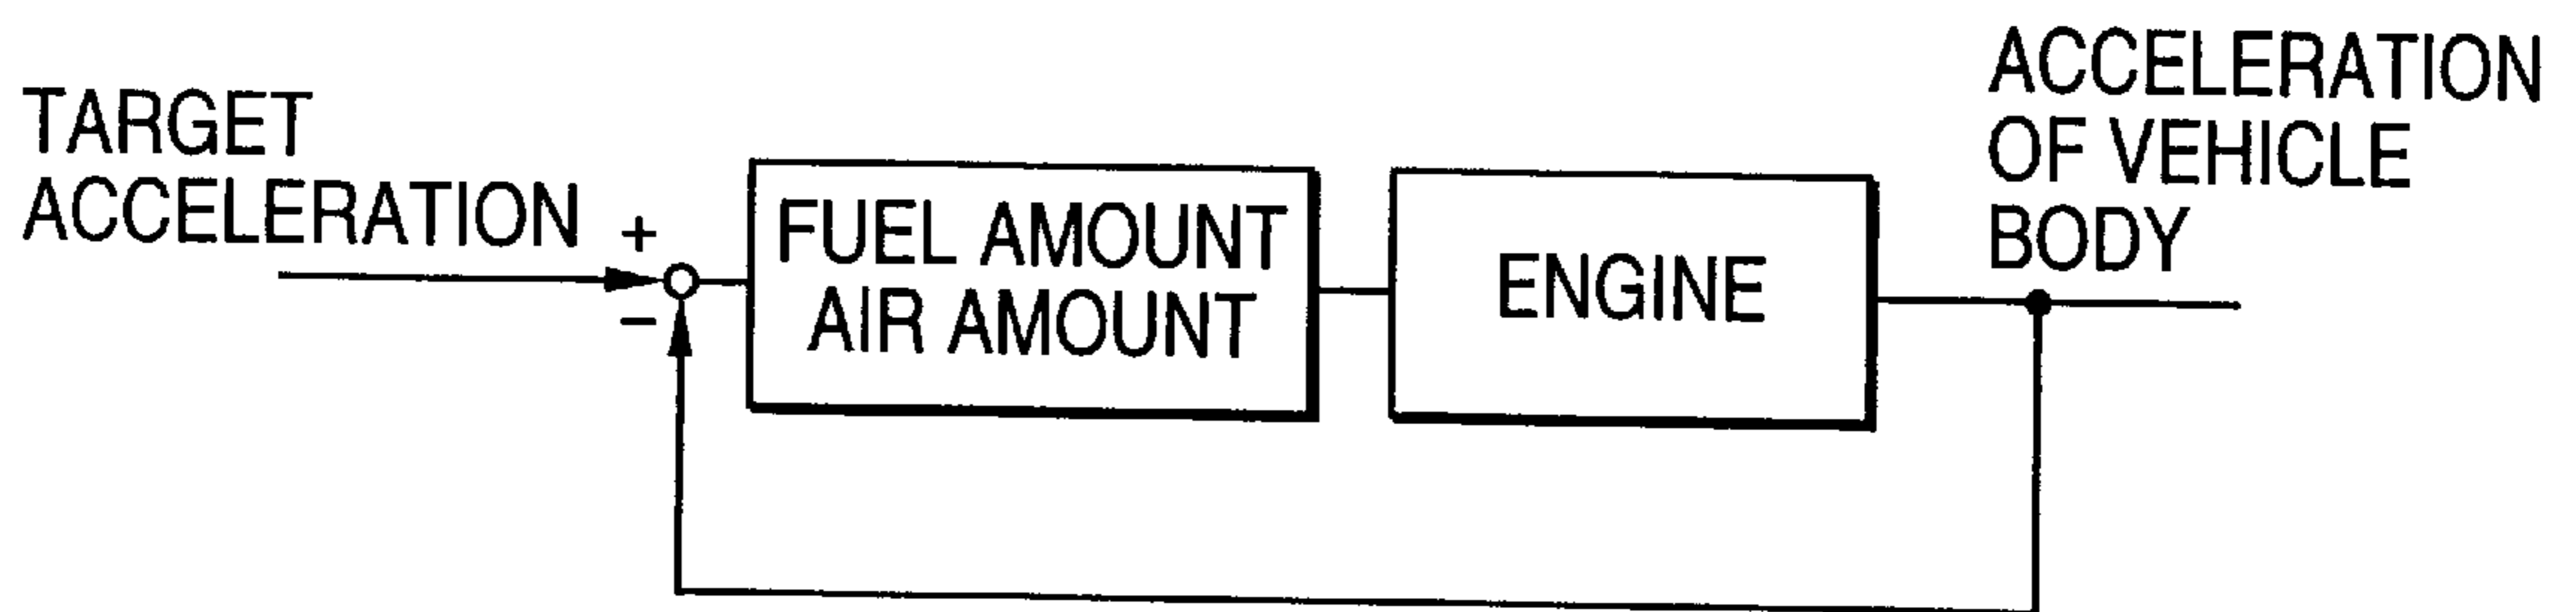 TARGET
ACCELERATION
+
−
FUEL AMOUNT
AIR AMOUNT
ENGINE
ACCELERATION
OF VEHICLE
BODY